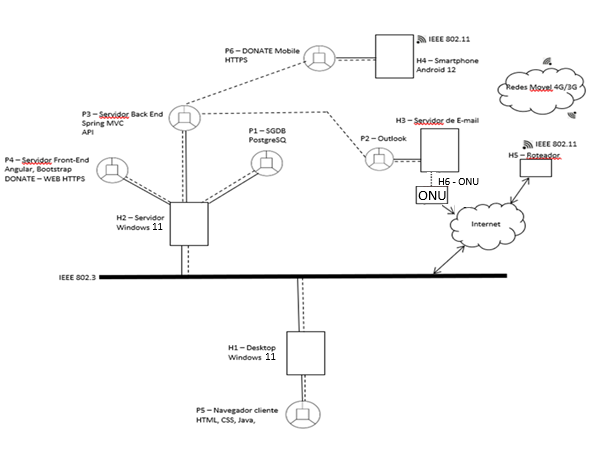 IEEE 802.11
P6 – DONATE Mobile
HTTPS
H4 – Smartphone
Android 12
Redes Movel 4G/3G
P3 – Servidor Back End
Spring MVC
API
H3 – Servidor de E-mail
P1 – SGDB
PostgreSQ
P2 – Outlook
IEEE 802.11
H5 – Roteador
P4 – Servidor Front-End
Angular, Bootstrap
DONATE – WEB HTTPS
H6 - ONU
ONU
H2 – Servidor
Windows 11
Internet
IEEE 802.3
H1 – Desktop
Windows 11
P5 – Navegador cliente
HTML, CSS, Java,